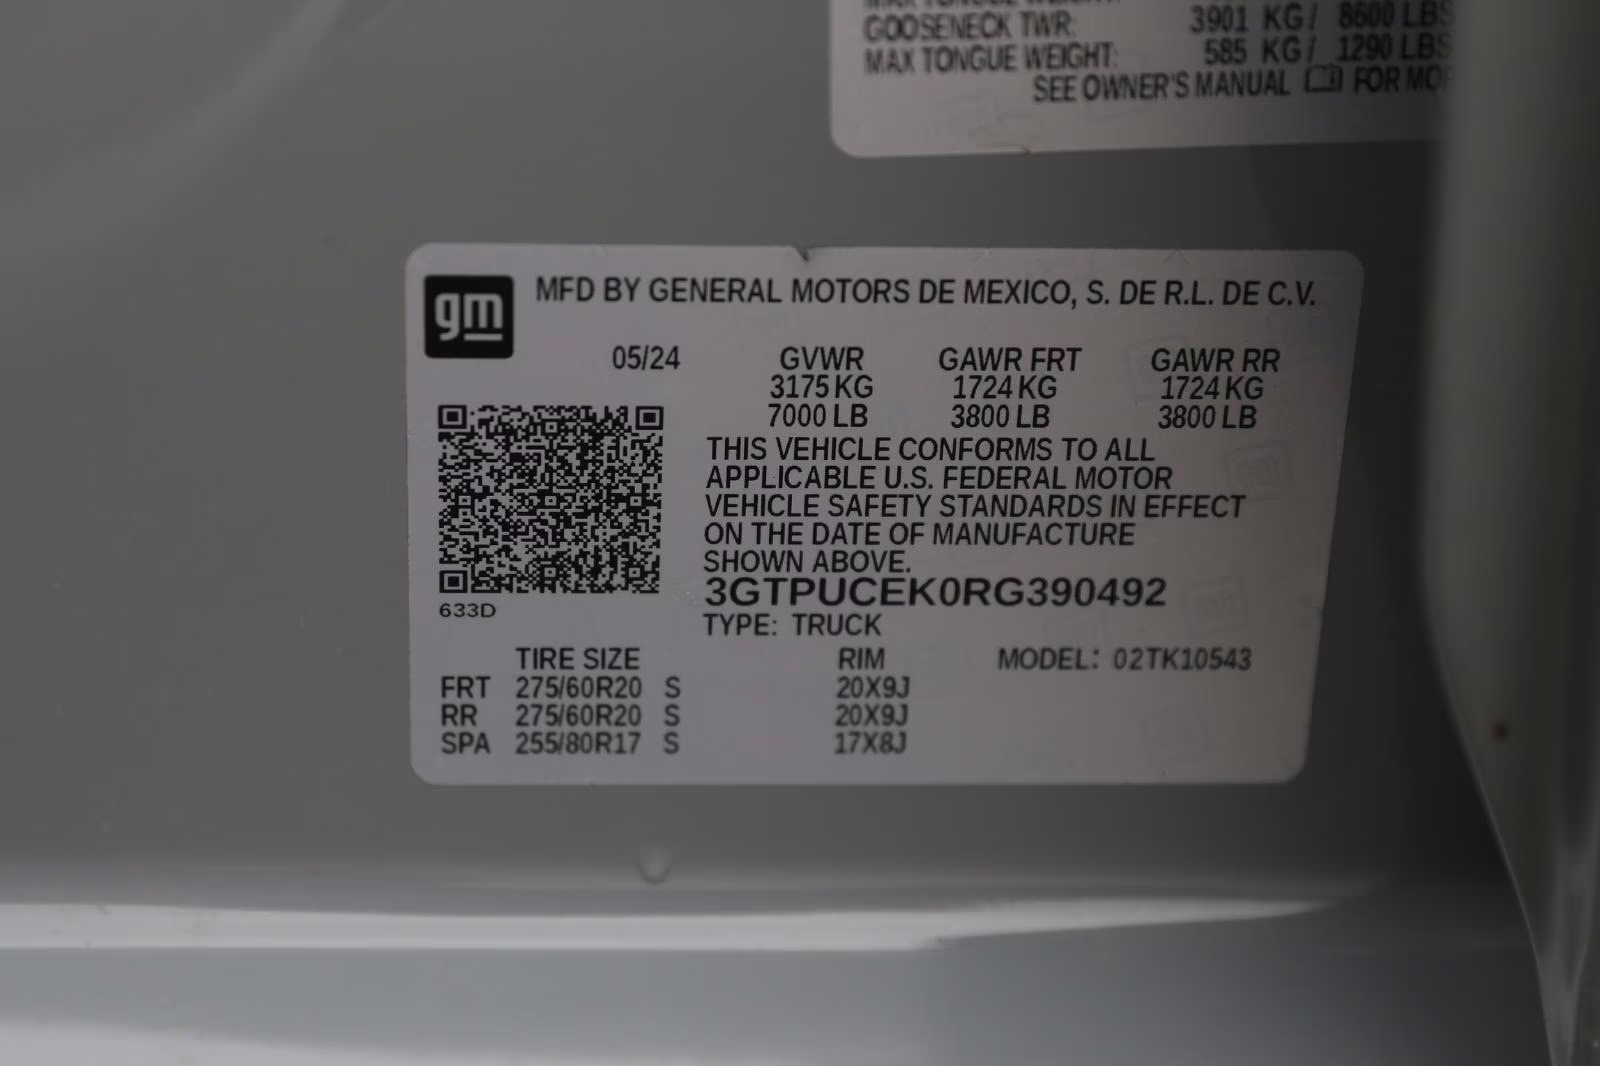 GOOSENECK TWR: 3901 KG/ 8600 LBS
MAX TONGUE WEIGHT: 585 KG/ 1290 LBS
SEE OWNER'S MANUAL FOR
gm MFD BY GENERAL MOTORS DE MEXICO, S. DE R.L. DE C.V.
05/24 GVWR GAWR FRT GAWR RR
3175 KG 1724 KG 1724 KG
7000 LB 3800 LB 3800 LB
THIS VEHICLE CONFORMS TO ALL
APPLICABLE U.S. FEDERAL MOTOR
VEHICLE SAFETY STANDARDS IN EFFECT
ON THE DATE OF MANUFACTURE
SHOWN ABOVE.
3GTPUCEK0RG390492
633D
TYPE: TRUCK
TIRE SIZE RIM MODEL: 02TK10543
FRT 275/60R20 S 20X9J
RR 275/60R20 S 20X9J
SPA 255/80R17 S 17X8J